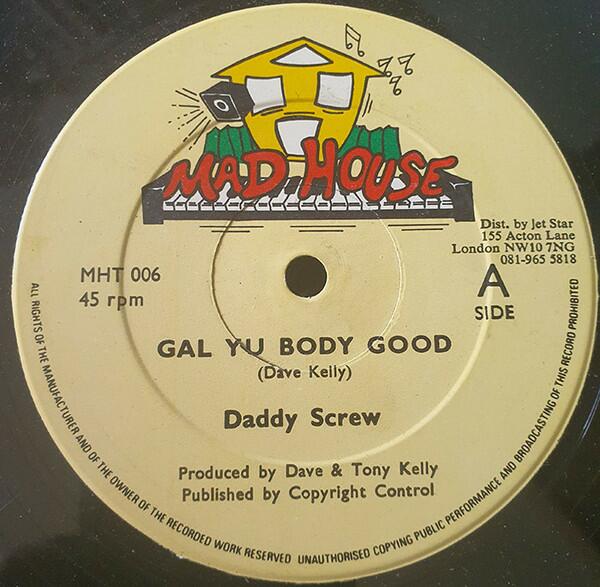 MAD HOUSE
Dist. by Jet Star
155 Acton Lane
London NW10 7NG
081-965 5818
MHT 006
45 rpm
A
SIDE
GAL YU BODY GOOD
(Dave Kelly)
Daddy Screw
Produced by Dave & Tony Kelly
Published by Copyright Control
ALL RIGHTS OF THE MANUFACTURER AND OF THE OWNER OF THE RECORDED WORK RESERVED UNAUTHORISED COPYING PUBLIC PERFORMANCE AND BROADCASTING OF THIS RECORD PROHIBITED